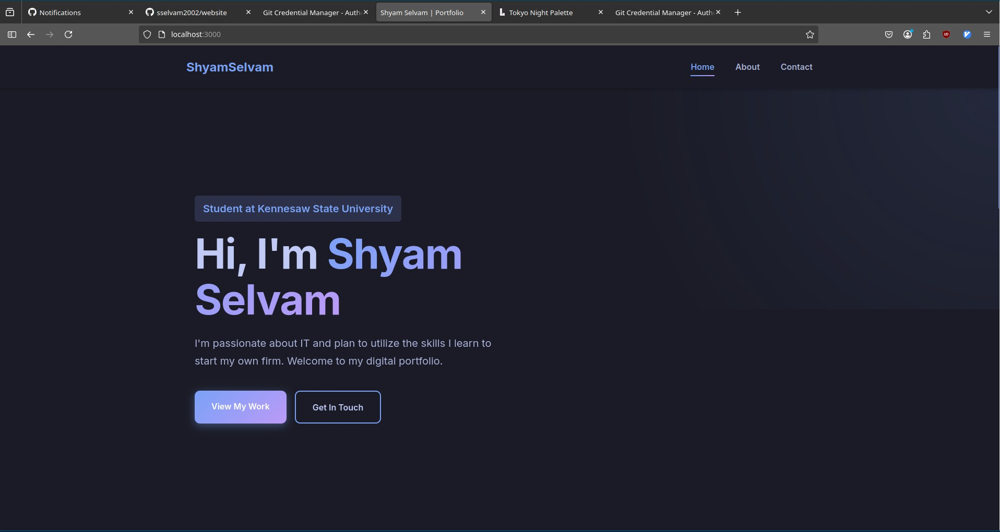 Notifications
sselvam2002/website
Git Credential Manager - Auth
Shyam Selvam | Portfolio
Tokyo Night Palette
Git Credential Manager - Auth
localhost:3000
ShyamSelvam
Home
About
Contact
Student at Kennesaw State University
Hi, I'm Shyam
Selvam
I'm passionate about IT and plan to utilize the skills I learn to
start my own firm. Welcome to my digital portfolio.
View My Work
Get In Touch